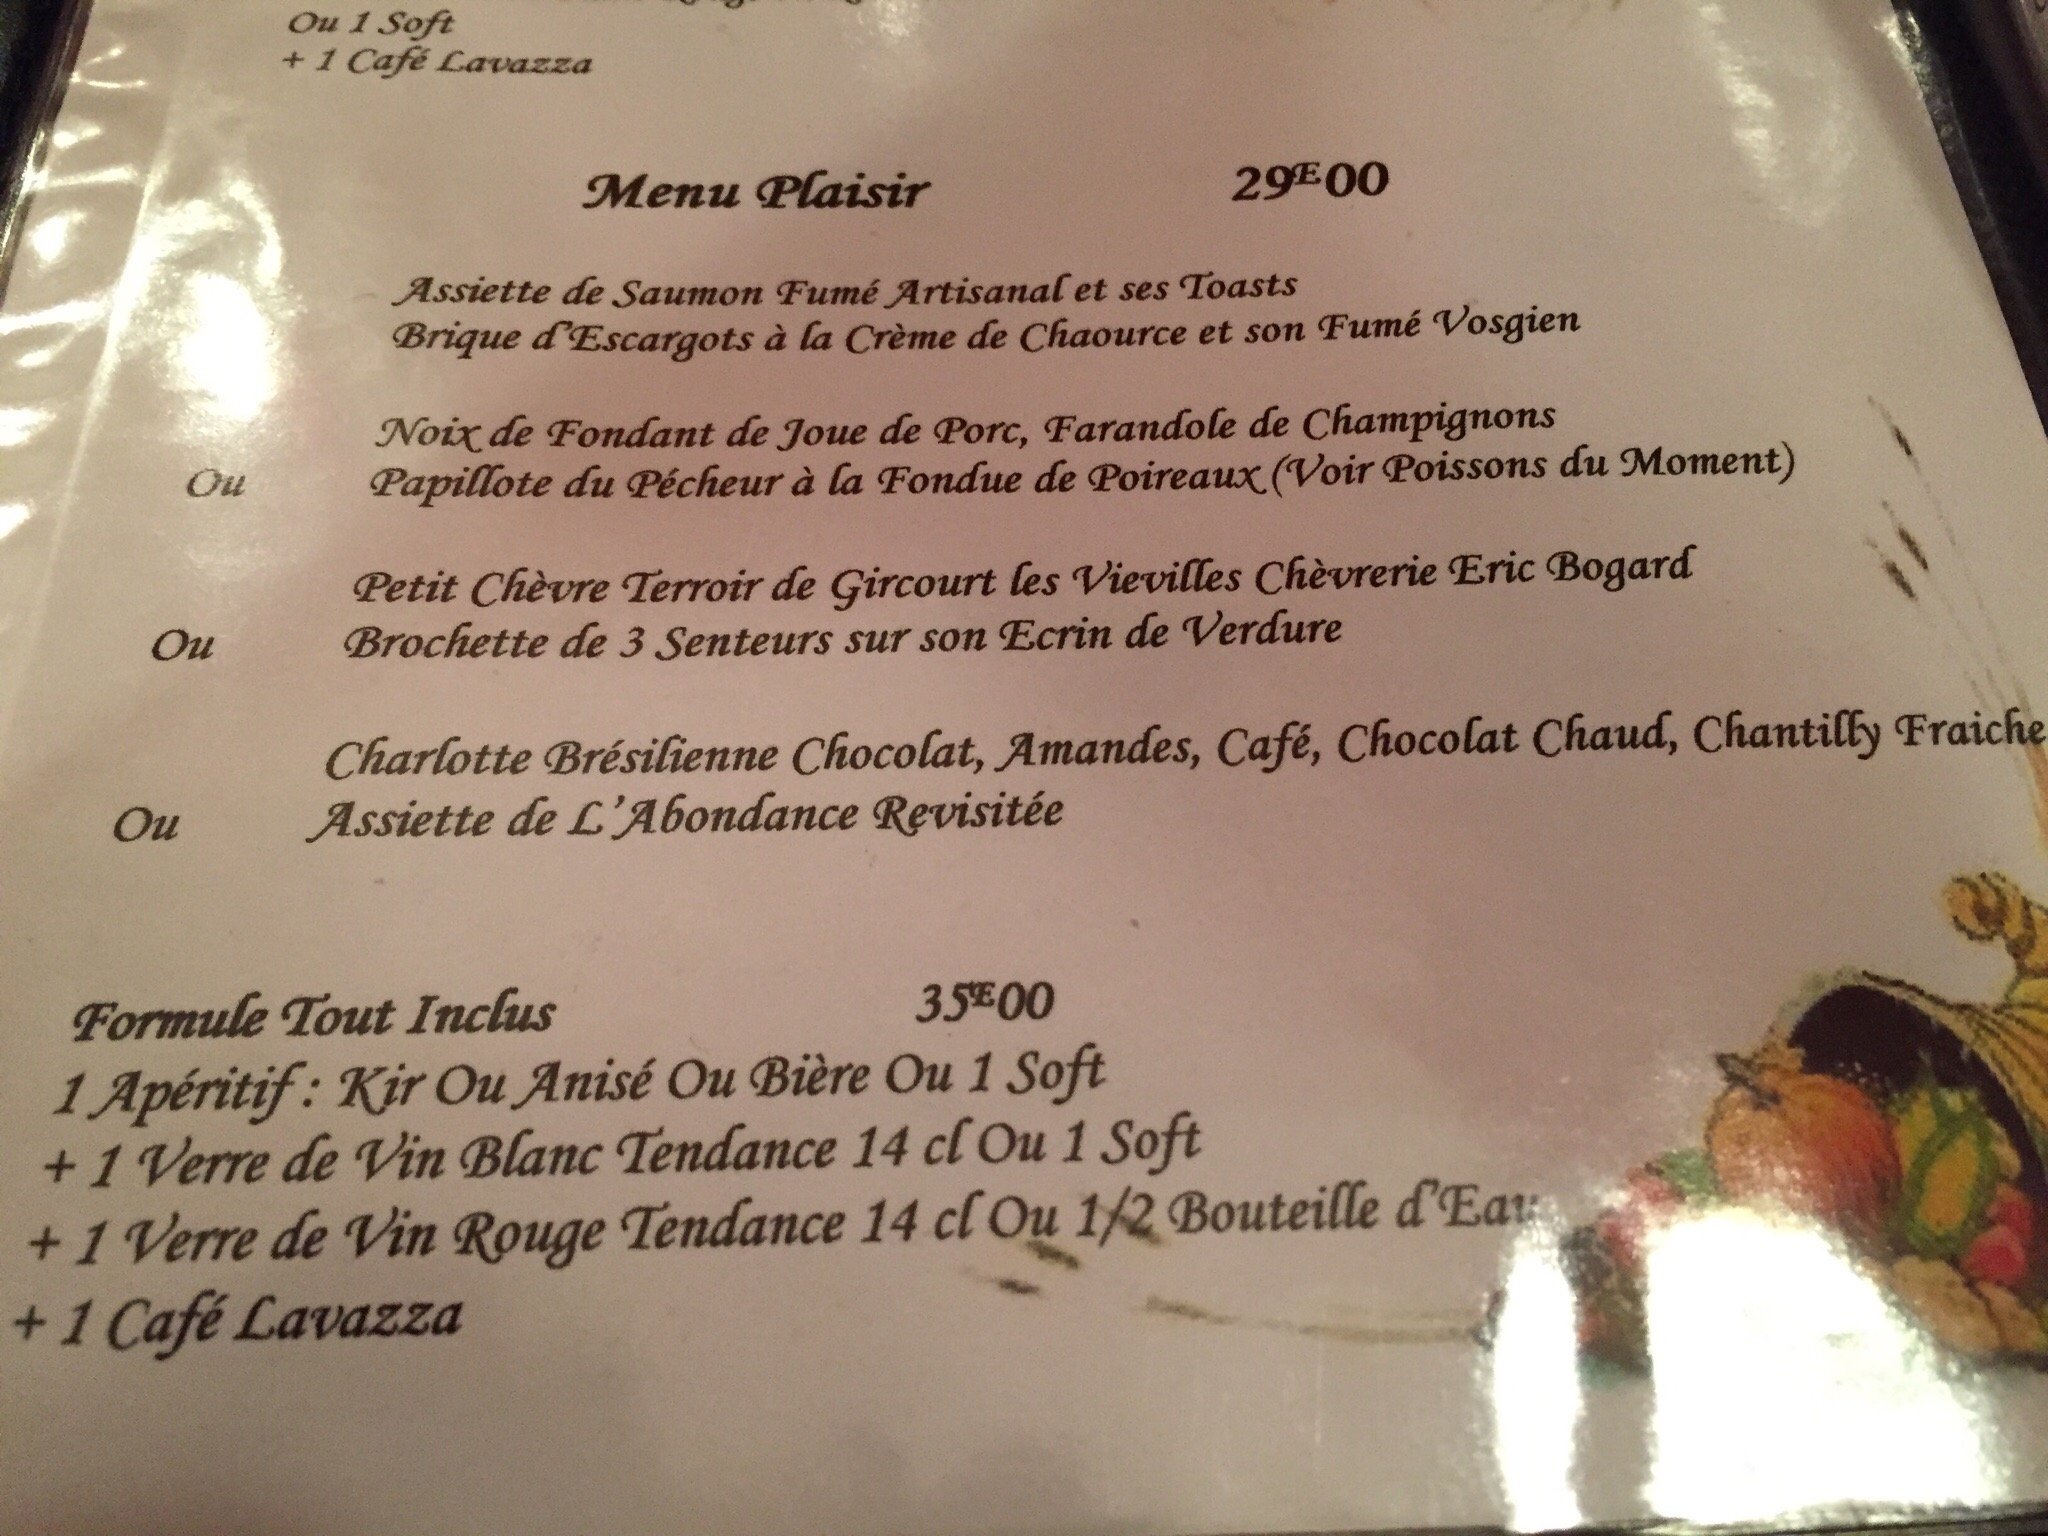 Ou 1 Soft
+ 1 Café Lavazza
Menu Plaisir 29E00
Assiette de Saumon Fumé Artisanal et ses Toasts
Brique d'Escargots à la Crème de Chaource et son Fumé Vosgien
Noix de Fondant de Joue de Porc, Farandole de Champignons
Ou Papillote du Pécheur à la Fondue de Poireaux (Voir Poissons du Moment)
Petit Chèvre Terroir de Gircourt les Vievilles Chèvrerie Eric Bogard
Ou Brochette de 3 Senteurs sur son Ecrin de Verdure
Charlotte Brésilienne Chocolat, Amandes, Café, Chocolat Chaud, Chantilly Fraiche
Ou Assiette de L'Abondance Revisitée
Formule Tout Inclus 35E00
1 Apéritif : Kir Ou Anisé Ou Bière Ou 1 Soft
+ 1 Verre de Vin Blanc Tendance 14 cl Ou 1 Soft
+ 1 Verre de Vin Rouge Tendance 14 cl Ou 1/2 Bouteille d'Eau
+ 1 Café Lavazza